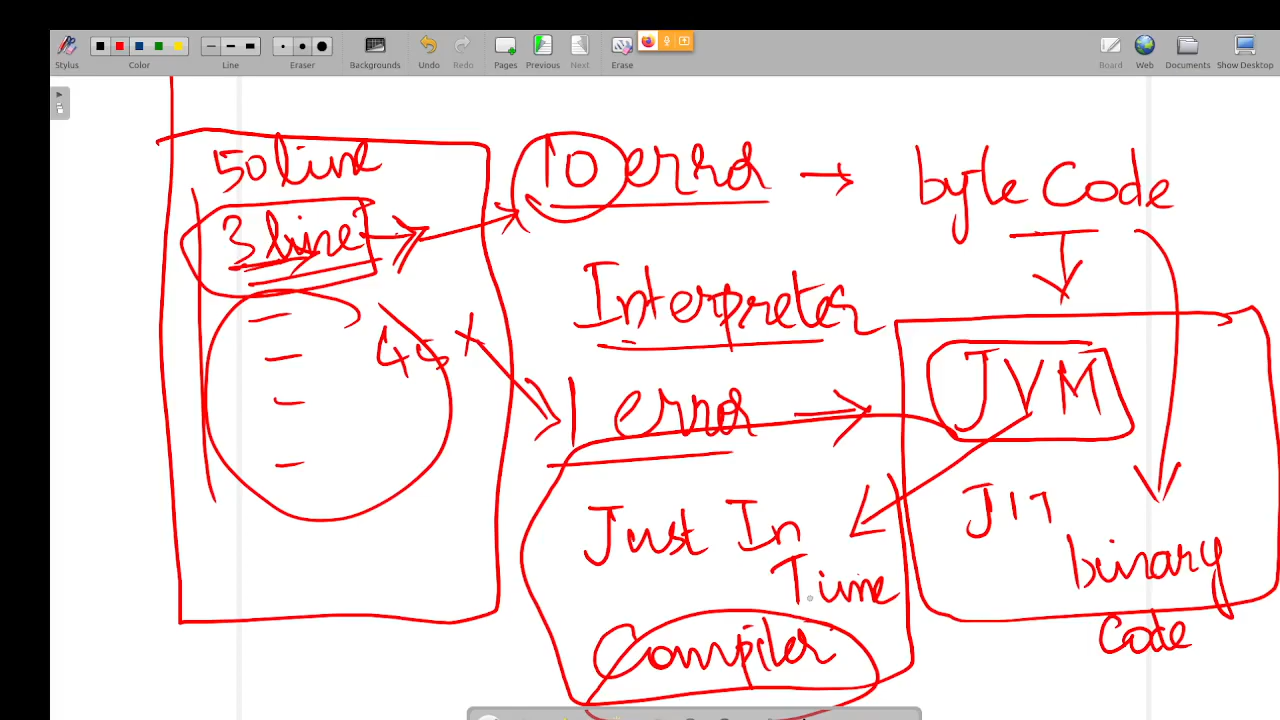 Stylus
Color
Line
Eraser
Backgrounds
Undo
Redo
Pages
Previous
Next
Erase
Board
Web
Documents
Show Desktop
50 line
3 line
10 error → byte Code
Interpreter
1 error
JVM
JIT
binary
Code
Just In
Time
Compiler